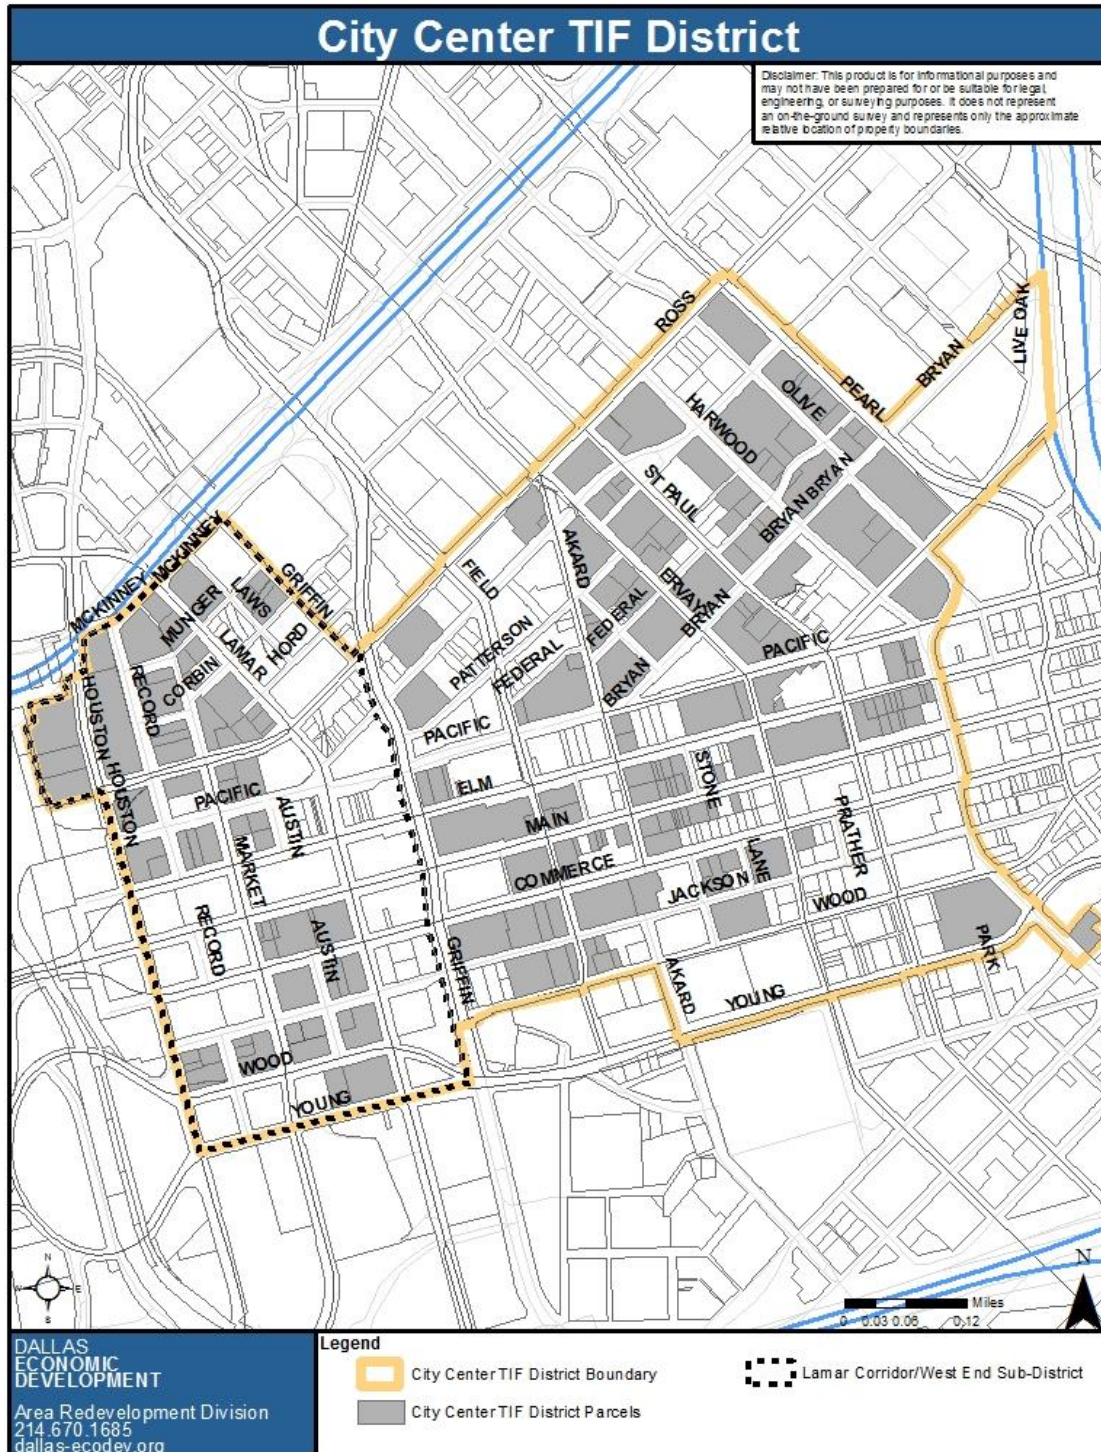 City Center TIF District
Disclaimer: This product is for informational purposes and
may not have been prepared for or be suitable for legal,
engineering, or surveying purposes. It does not represent
an on-the-ground survey and represents only the approximate
relative location of property boundaries.
ROSS
LIVE OAK
BRYAN
PEARL
OLIVE
HARWOOD
ST PAUL
BRYAN
BRYAN
MCKINNEY
MCKINNEY
GRIFFIN
LAWS
MUNGER
HORD
LAMAR
CORBIN
RECORD
HOUSTON
HOUSTON
FIELD
AKARD
ERVAY
BRYAN
FEDERAL
PATTERSON
FEDERAL
BRYAN
PACIFIC
PACIFIC
PACIFIC
ELM
STONE
AUSTIN
MAIN
PRATHER
MARKET
COMMERCE
LANE
JACKSON
WOOD
RECORD
AUSTIN
GRIFFIN
AKARD
PARK
YOUNG
WOOD
YOUNG
N
W
E
S
N
Miles
0 0.03 0.06 0.12
DALLAS
ECONOMIC
DEVELOPMENT
Area Redevelopment Division
214.670.1685
dallas-ecodev.org
Legend
City Center TIF District Boundary
Lamar Corridor/West End Sub-District
City Center TIF District Parcels